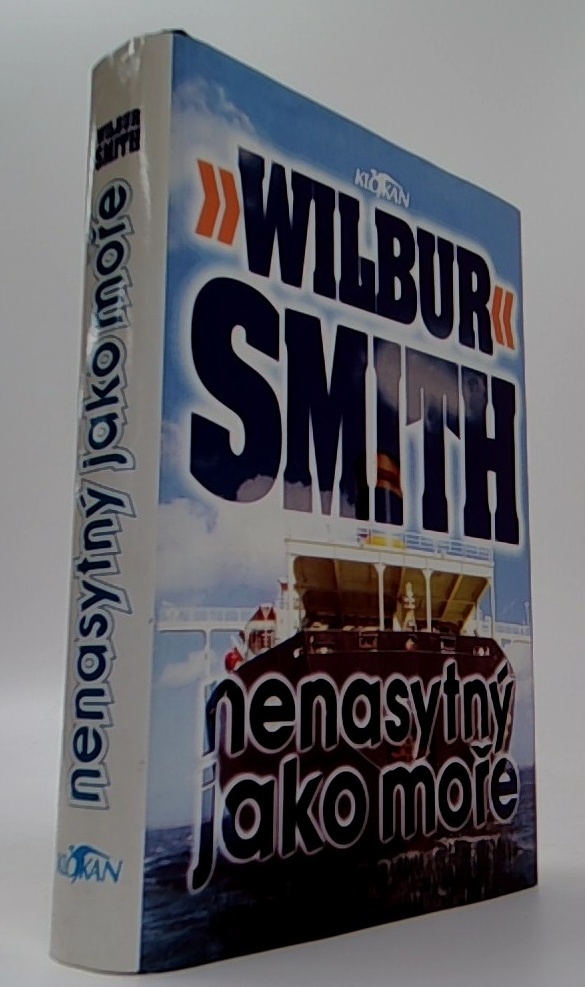 WILBUR
SMITH
nenasytný jako moře
KLOKAN
KLOKAN
»WILBUR«
SMITH
nenasytný
jako moře